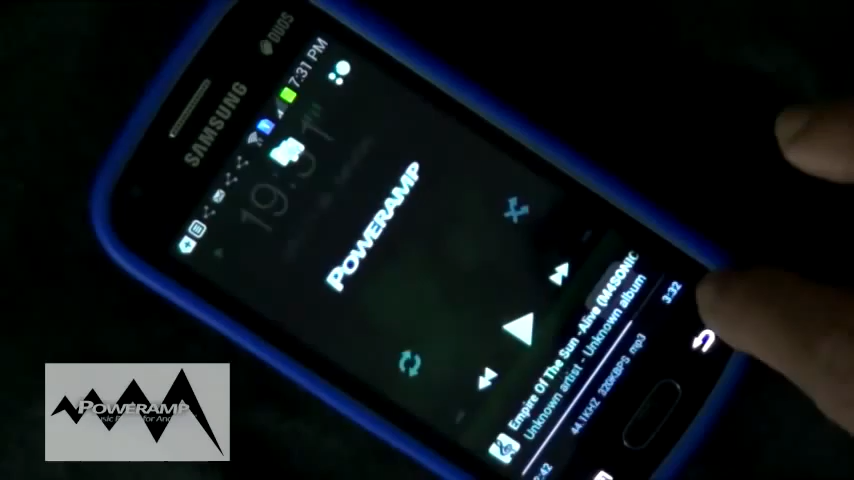 DUOS
SAMSUNG
7:31 PM
POWERAMP
Empire Of The Sun -Alive (M4SONIC
Unknown artist - Unknown album
3:32
44.1KHZ 320KBPS mp3
POWERAMP